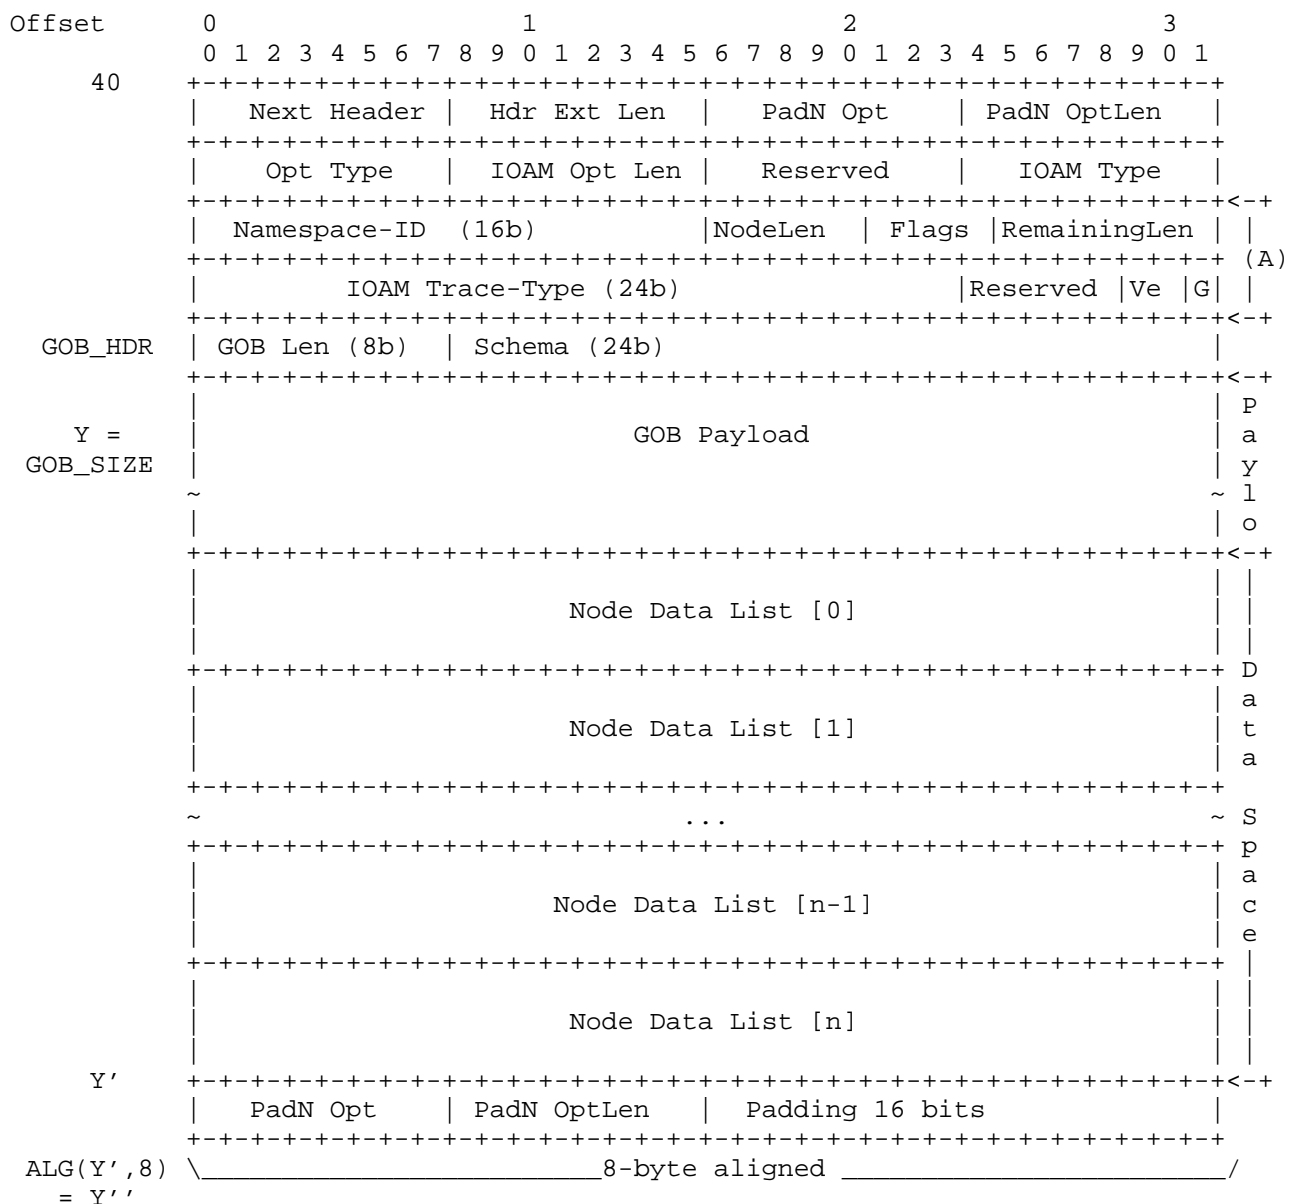 Offset      0                   1                   2                   3
            0 1 2 3 4 5 6 7 8 9 0 1 2 3 4 5 6 7 8 9 0 1 2 3 4 5 6 7 8 9 0 1
     40    +-+-+-+-+-+-+-+-+-+-+-+-+-+-+-+-+-+-+-+-+-+-+-+-+-+-+-+-+-+-+-+-+
           |   Next Header |  Hdr Ext Len  |   PadN Opt    | PadN OptLen   |
           +-+-+-+-+-+-+-+-+-+-+-+-+-+-+-+-+-+-+-+-+-+-+-+-+-+-+-+-+-+-+-+-+
           |    Opt Type   |  IOAM Opt Len |   Reserved    |   IOAM Type   |
           +-+-+-+-+-+-+-+-+-+-+-+-+-+-+-+-+-+-+-+-+-+-+-+-+-+-+-+-+-+-+-+-+<-+
           |  Namespace-ID  (16b)          |NodeLen  | Flags |RemainingLen |  |
           +-+-+-+-+-+-+-+-+-+-+-+-+-+-+-+-+-+-+-+-+-+-+-+-+-+-+-+-+-+-+-+-+ (A)
           |         IOAM Trace-Type (24b)                 |Reserved |Ve |G|  |
           +-+-+-+-+-+-+-+-+-+-+-+-+-+-+-+-+-+-+-+-+-+-+-+-+-+-+-+-+-+-+-+-+<-+
  GOB_HDR  | GOB Len (8b)  | Schema (24b)                                  |
           +-+-+-+-+-+-+-+-+-+-+-+-+-+-+-+-+-+-+-+-+-+-+-+-+-+-+-+-+-+-+-+-+<-+
           |                                                               | P
    Y =    |                           GOB Payload                         | a
 GOB_SIZE  |                                                               | y
           ~                                                               ~ l
           |                                                               | o
           +-+-+-+-+-+-+-+-+-+-+-+-+-+-+-+-+-+-+-+-+-+-+-+-+-+-+-+-+-+-+-+-+<-+
           |                                                               | |
           |                       Node Data List [0]                      | |
           |                                                               | |
           +-+-+-+-+-+-+-+-+-+-+-+-+-+-+-+-+-+-+-+-+-+-+-+-+-+-+-+-+-+-+-+-+ D
           |                                                               | a
           |                       Node Data List [1]                      | t
           |                                                               | a
           +-+-+-+-+-+-+-+-+-+-+-+-+-+-+-+-+-+-+-+-+-+-+-+-+-+-+-+-+-+-+-+-+
           ~                              ...                              ~ S
           +-+-+-+-+-+-+-+-+-+-+-+-+-+-+-+-+-+-+-+-+-+-+-+-+-+-+-+-+-+-+-+-+ p
           |                                                               | a
           |                      Node Data List [n-1]                     | c
           |                                                               | e
           +-+-+-+-+-+-+-+-+-+-+-+-+-+-+-+-+-+-+-+-+-+-+-+-+-+-+-+-+-+-+-+-+ |
           |                                                               | |
           |                       Node Data List [n]                      | |
           |                                                               | |
     Y'    +-+-+-+-+-+-+-+-+-+-+-+-+-+-+-+-+-+-+-+-+-+-+-+-+-+-+-+-+-+-+-+-+<-+
           |   PadN Opt    | PadN OptLen   |  Padding 16 bits              |
           +-+-+-+-+-+-+-+-+-+-+-+-+-+-+-+-+-+-+-+-+-+-+-+-+-+-+-+-+-+-+-+-+
 ALG(Y',8) \_________________________8-byte aligned ________________________/
   = Y''